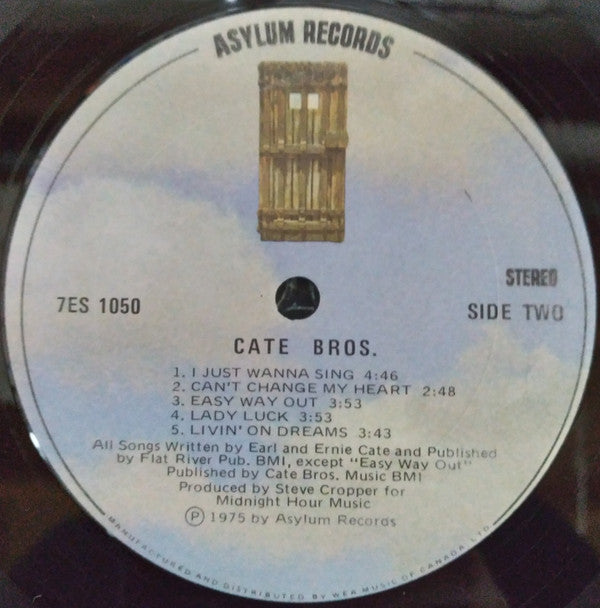 ASYLUM RECORDS
STEREO
7ES 1050
SIDE TWO
CATE BROS.
1. I JUST WANNA SING 4:46
2. CAN'T CHANGE MY HEART 2:48
3. EASY WAY OUT 3:53
4. LADY LUCK 3:53
5. LIVIN' ON DREAMS 3:43
All Songs Written by Earl and Ernie Cate and Published
by Flat River Pub. BMI, except "Easy Way Out"
Published by Cate Bros. Music BMI
Produced by Steve Cropper for
Midnight Hour Music
Ⓟ 1975 by Asylum Records
MANUFACTURED AND DISTRIBUTED BY WEA MUSIC OF CANADA, LTD.